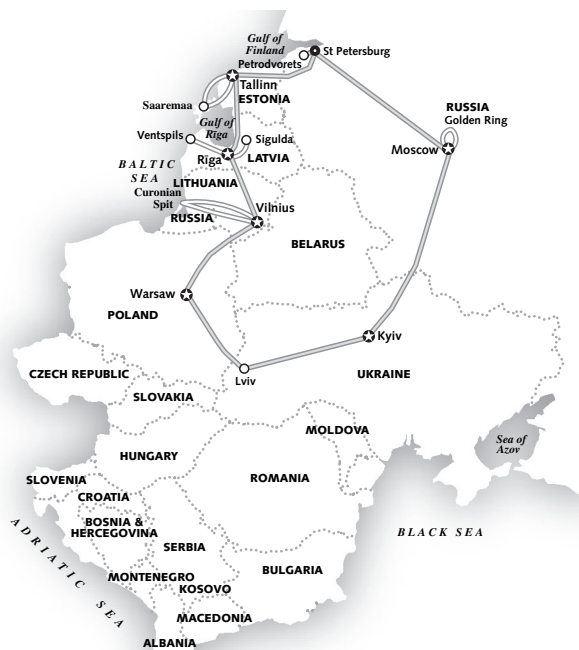 Gulf of
Finland
Petrodvorets
St Petersburg
Tallinn
ESTONIA
Saaremaa
RUSSIA
Golden Ring
Gulf of
Rīga
Ventspils
Sigulda
Moscow
Rīga
LATVIA
BALTIC
SEA
LITHUANIA
Curonian
Spit
Vilnius
RUSSIA
BELARUS
Warsaw
POLAND
Kyiv
CZECH REPUBLIC
Lviv
UKRAINE
SLOVAKIA
MOLDOVA
Sea of
Azov
HUNGARY
ROMANIA
SLOVENIA
CROATIA
BOSNIA &
HERCEGOVINA
ADRIATIC SEA
BLACK SEA
SERBIA
BULGARIA
MONTENEGRO
KOSOVO
MACEDONIA
ALBANIA